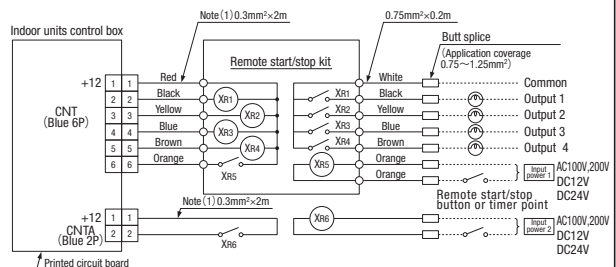 Note (1) 0.3mm²×2m
0.75mm²×0.2m
Indoor units control box
Butt splice
(Application coverage
0.75～1.25mm²)
Remote start/stop kit
+12 1 1 Red White Common
CNT
(Blue 6P)
2 2 Black XR1 XR1 Black Output 1
3 3 Yellow XR2 XR2 Yellow Output 2
4 4 Blue XR3 XR3 Blue Output 3
5 5 Brown XR4 XR4 Brown Output 4
6 6 Orange XR5 XR5 Orange
Orange
Input power 1
AC100V,200V
DC12V
DC24V
Remote start/stop
button or timer point
Note (1) 0.3mm²×2m
+12 1 1
CNTA
(Blue 2P)
2 2
XR6 XR6
Input power 2
AC100V,200V
DC12V
DC24V
Printed circuit board